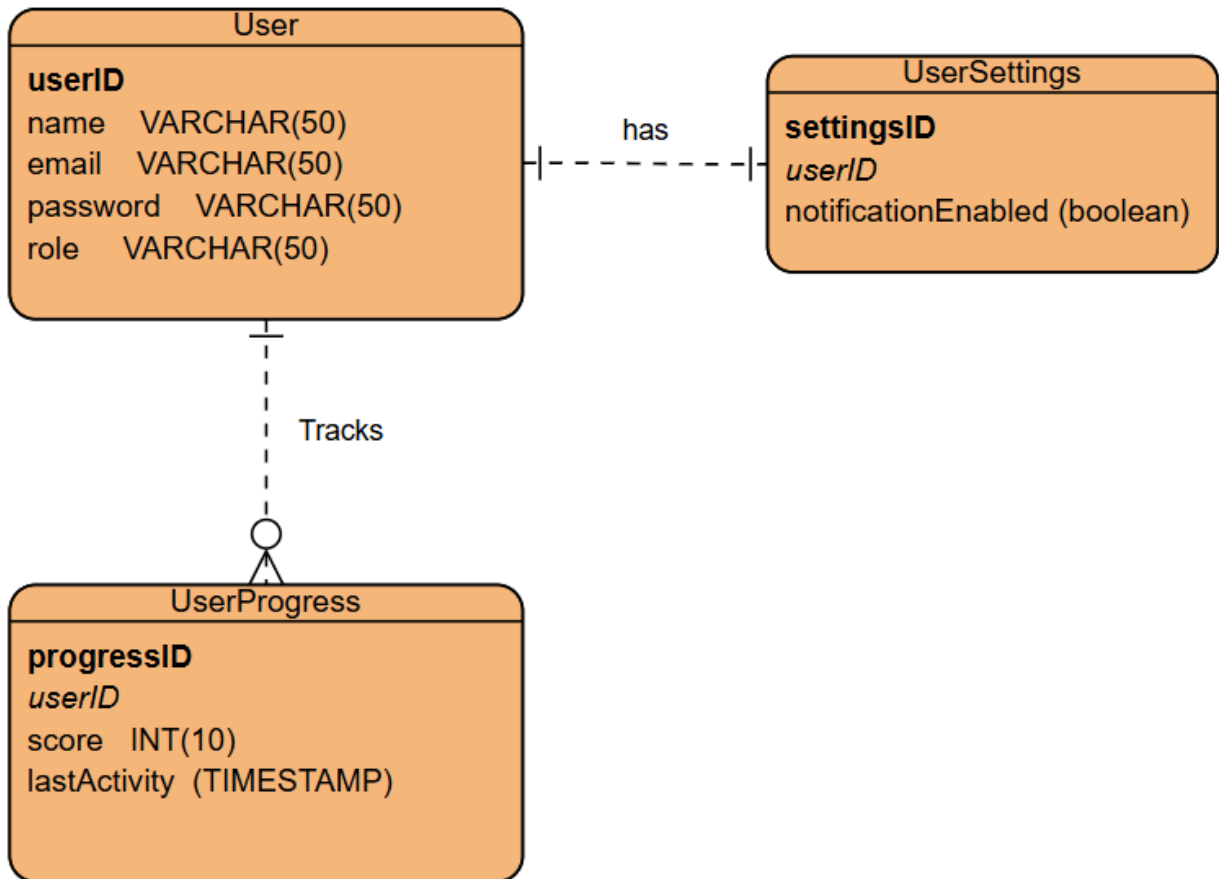 User
userID
name VARCHAR(50)
email VARCHAR(50)
password VARCHAR(50)
role VARCHAR(50)
has
UserSettings
settingsID
userID
notificationEnabled (boolean)
Tracks
UserProgress
progressID
userID
score INT(10)
lastActivity (TIMESTAMP)